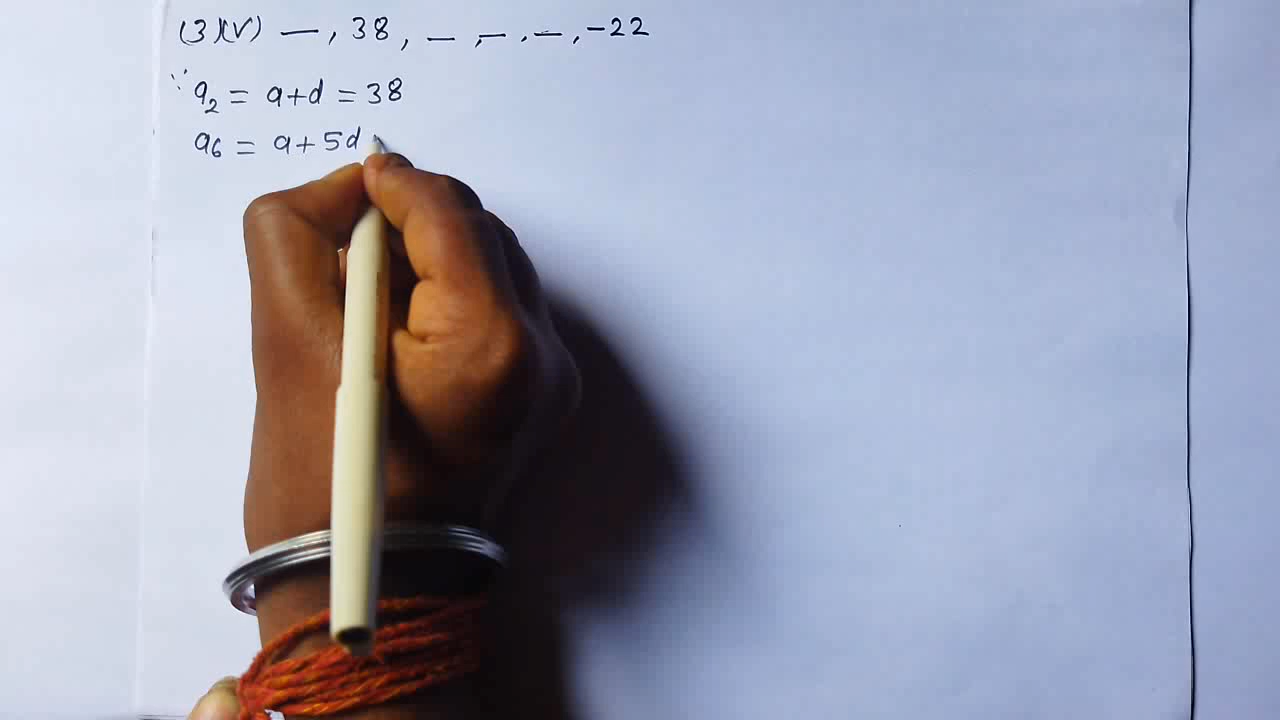 (3)(V) — , 38 , — , — , — , -22
∵ a₂ = a+d = 38
a₆ = a+5d